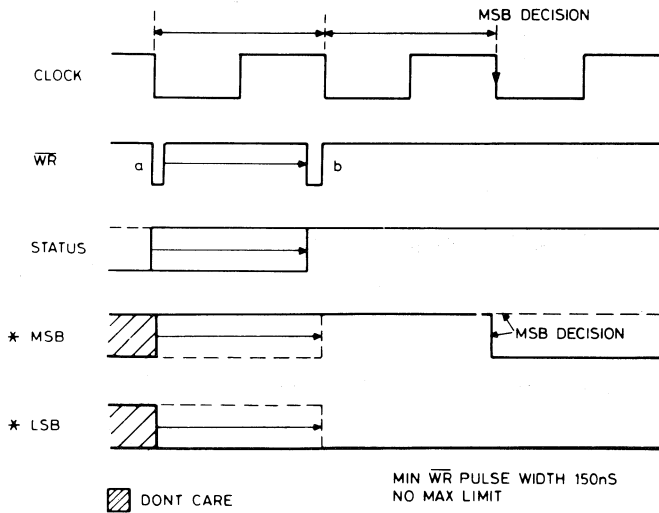 MSB DECISION
CLOCK
WR
a
b
STATUS
* MSB
MSB DECISION
* LSB
DONT CARE
MIN WR PULSE WIDTH 150nS
NO MAX LIMIT